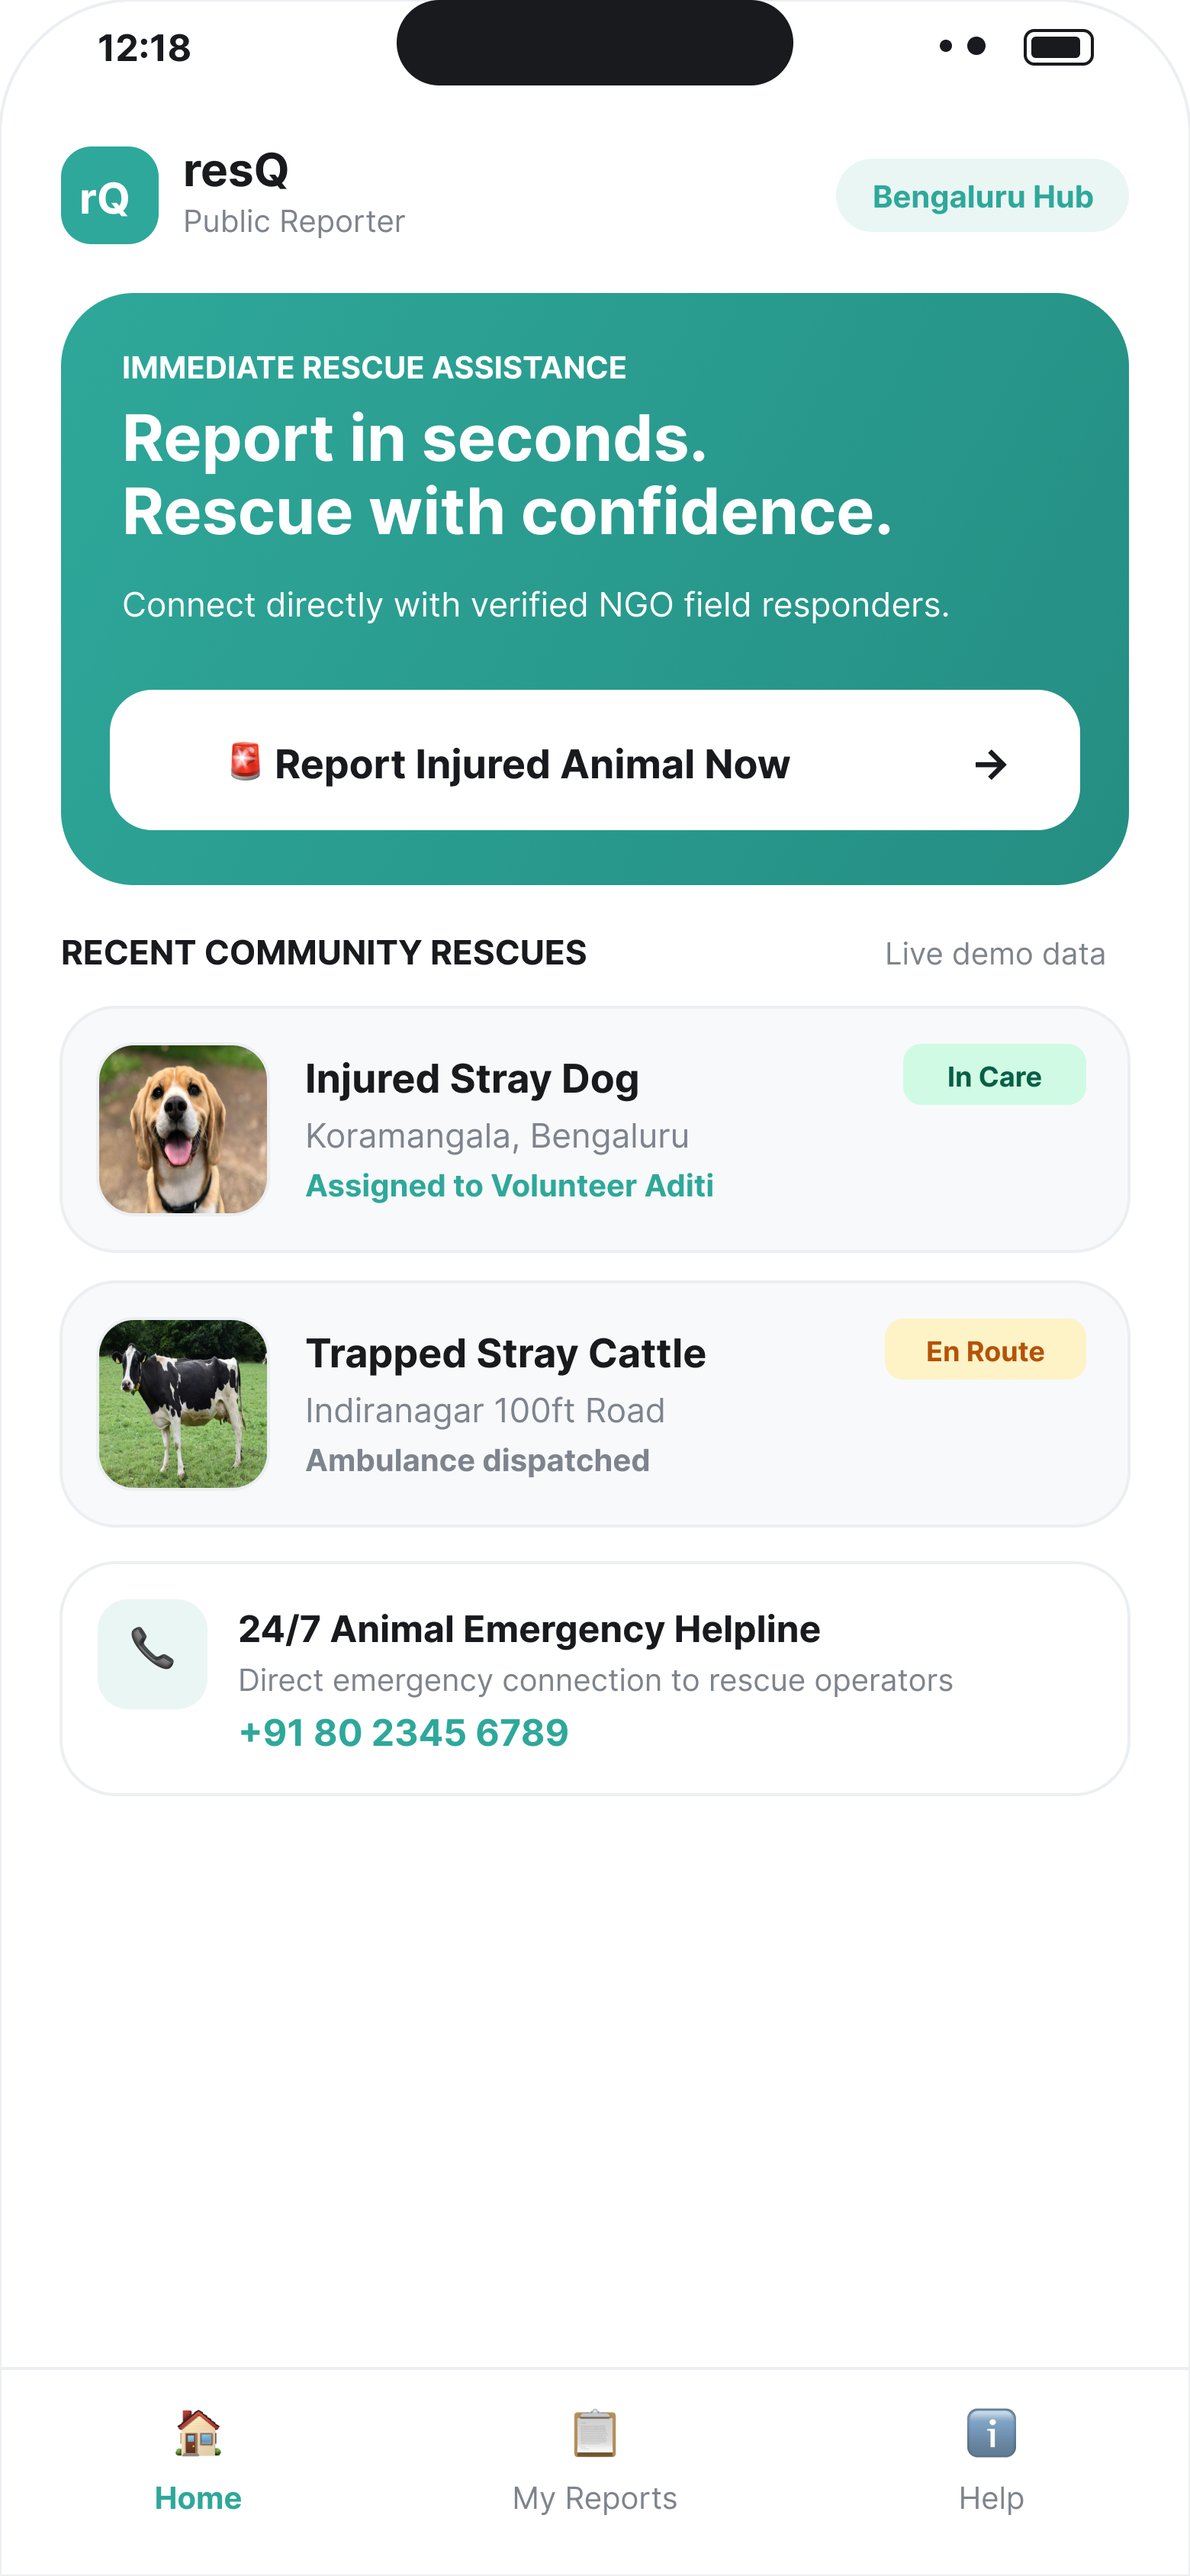 12:18
rQ
resQ
Public Reporter
Bengaluru Hub
IMMEDIATE RESCUE ASSISTANCE
Report in seconds.
Rescue with confidence.
Connect directly with verified NGO field responders.
Report Injured Animal Now →
RECENT COMMUNITY RESCUES
Live demo data
Injured Stray Dog
In Care
Koramangala, Bengaluru
Assigned to Volunteer Aditi
Trapped Stray Cattle
En Route
Indiranagar 100ft Road
Ambulance dispatched
24/7 Animal Emergency Helpline
Direct emergency connection to rescue operators
+91 80 2345 6789
Home
My Reports
Help